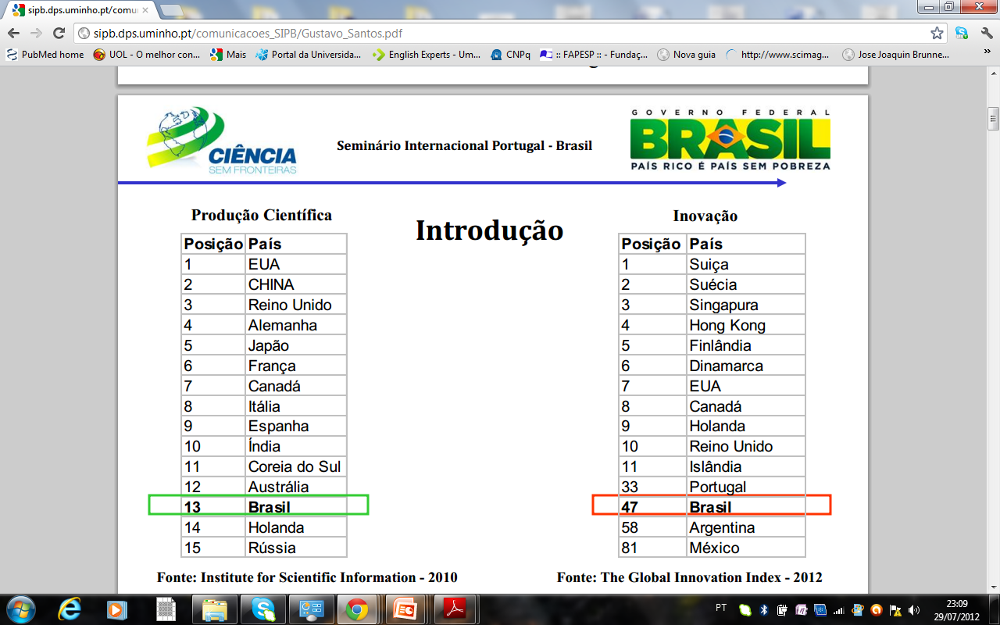 sipb.dps.uminho.pt/comu
sipb.dps.uminho.pt/comunicacoes_SIPB/Gustavo_Santos.pdf
PubMed home
UOL - O melhor con...
Mais
Portal da Universida...
English Experts - Um...
CNPq
:: FAPESP :: - Fundaç...
Nova guia
http://www.scimag...
Jose Joaquin Brunne...
»
CIÊNCIA
SEM FRONTEIRAS
Seminário Internacional Portugal - Brasil
GOVERNO FEDERAL
BRASIL
PAÍS RICO É PAÍS SEM POBREZA
Introdução
Produção Científica
Posição País
1 EUA
2 CHINA
3 Reino Unido
4 Alemanha
5 Japão
6 França
7 Canadá
8 Itália
9 Espanha
10 Índia
11 Coreia do Sul
12 Austrália
13 Brasil
14 Holanda
15 Rússia
Fonte: Institute for Scientific Information - 2010
Inovação
Posição País
1 Suiça
2 Suécia
3 Singapura
4 Hong Kong
5 Finlândia
6 Dinamarca
7 EUA
8 Canadá
9 Holanda
10 Reino Unido
11 Islândia
33 Portugal
47 Brasil
58 Argentina
81 México
Fonte: The Global Innovation Index - 2012
PT
23:09
29/07/2012